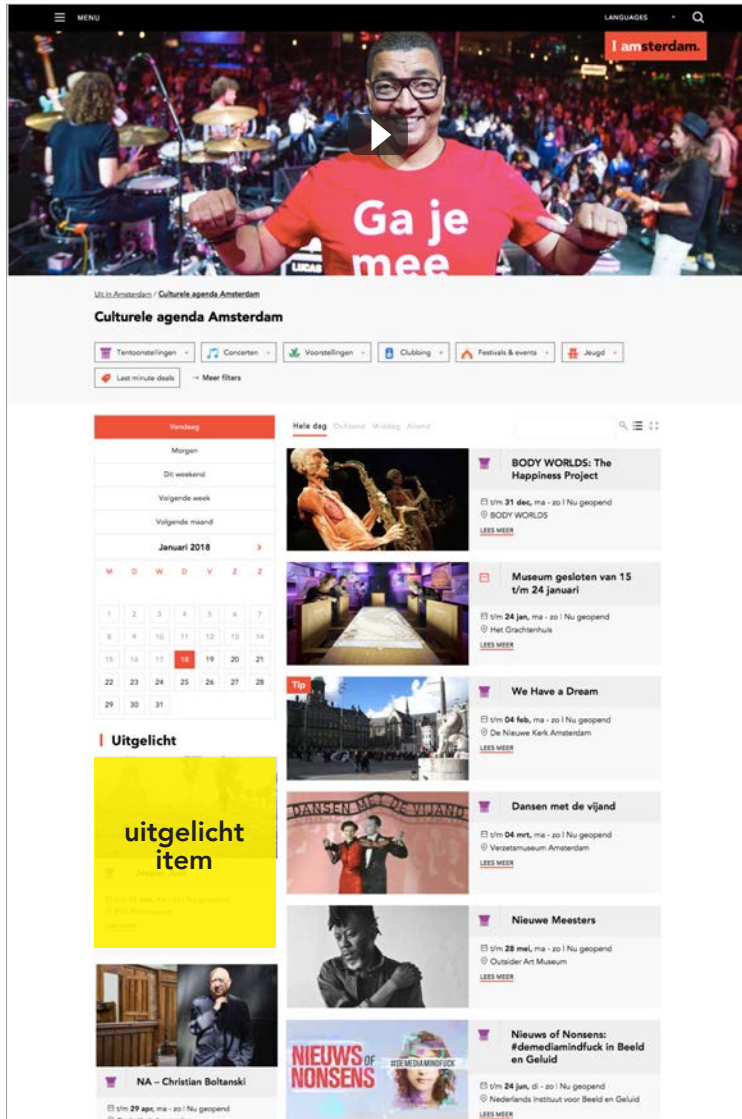 MENU
LANGUAGES
I amsterdam.
Ga je
mee
LUCAS
Uit in Amsterdam / Culturele agenda Amsterdam
Culturele agenda Amsterdam
Tentoonstellingen
Concerten
Voorstellingen
Clubbing
Festivals & events
Jeugd
Last minute deals
→ Meer filters
Vandaag
Morgen
Dit weekend
Volgende week
Volgende maand
Januari 2018 >
M D W D V Z Z
1 2 3 4 5 6 7
8 9 10 11 12 13 14
15 16 17 18 19 20 21
22 23 24 25 26 27 28
29 30 31
Uitgelicht
uitgelicht
item
Jesper Just
LEES MEER
NA – Christian Boltanski
t/m 29 apr, ma - zo | Nu geopend
Hele dag Ochtend Middag Avond
BODY WORLDS: The
Happiness Project
t/m 31 dec, ma - zo | Nu geopend
BODY WORLDS
LEES MEER
Museum gesloten van 15
t/m 24 januari
t/m 24 jan, ma - zo | Nu geopend
Het Grachtenhuis
LEES MEER
Tip
We Have a Dream
t/m 04 feb, ma - zo | Nu geopend
De Nieuwe Kerk Amsterdam
LEES MEER
DANSEN MET DE VIJAND
Dansen met de vijand
t/m 04 mrt, ma - zo | Nu geopend
Verzetsmuseum Amsterdam
LEES MEER
Nieuwe Meesters
t/m 28 mei, ma - zo | Nu geopend
Outsider Art Museum
LEES MEER
NIEUWS OF
NONSENS
#DEMEDIAMINDFUCK
Nieuws of Nonsens:
#demediamindfuck in Beeld
en Geluid
t/m 24 jun, di - zo | Nu geopend
Nederlands Instituut voor Beeld en Geluid
LEES MEER